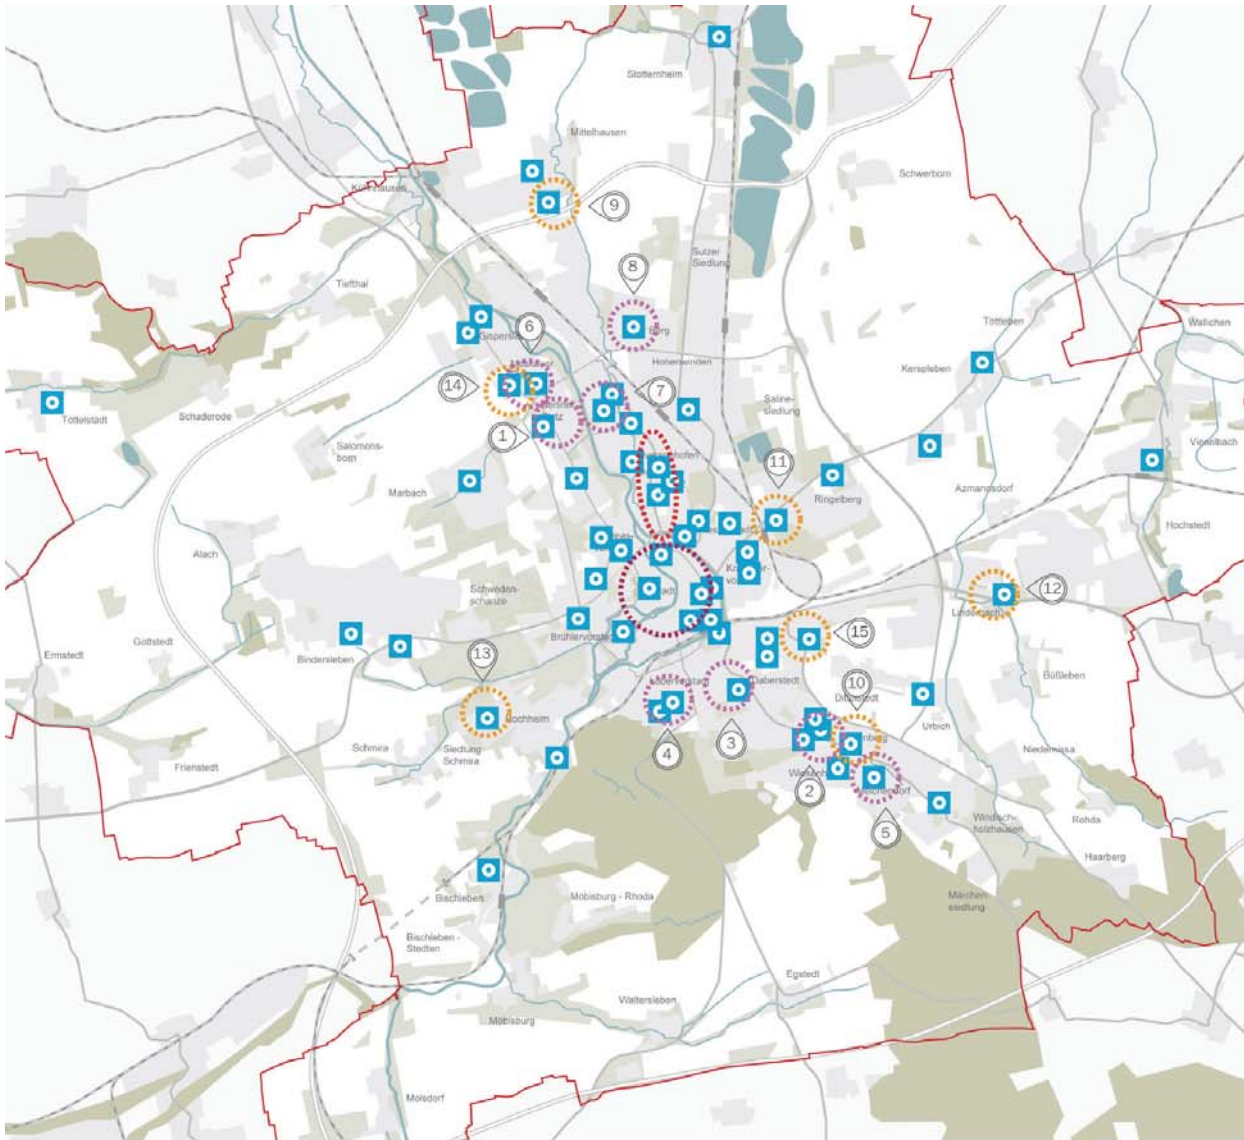 Stotternheim
Mittelhausen
Schwerborn
Kühnhausen
9
Sulzer
Siedlung
8
Tiefthal
Töttleben
Wallichen
6
Hohenwinden
Kerspleben
14
7
Saline-
siedlung
Töttelstädt
Schaderode
1
Vieselbach
Salomons-
born
11
Marbach
Ringelberg
Azmannsdorf
Hochstedt
Alach
Schweden-
schanze
12
Gottstedt
Brühlervorstadt
15
Ermstedt
Bindersleben
13
Büßleben
Daberstedt
10
Urbich
Schmira
Siedlung
Schmira
4
3
Niedernissa
Frienstedt
2
Windisch-
holzhausen
Rohda
5
Haarberg
Bischleben
Möbisburg - Rhoda
Märchen-
siedlung
Bischleben -
Stedten
Egstedt
Waltersleben
Möbisburg
Molsdorf